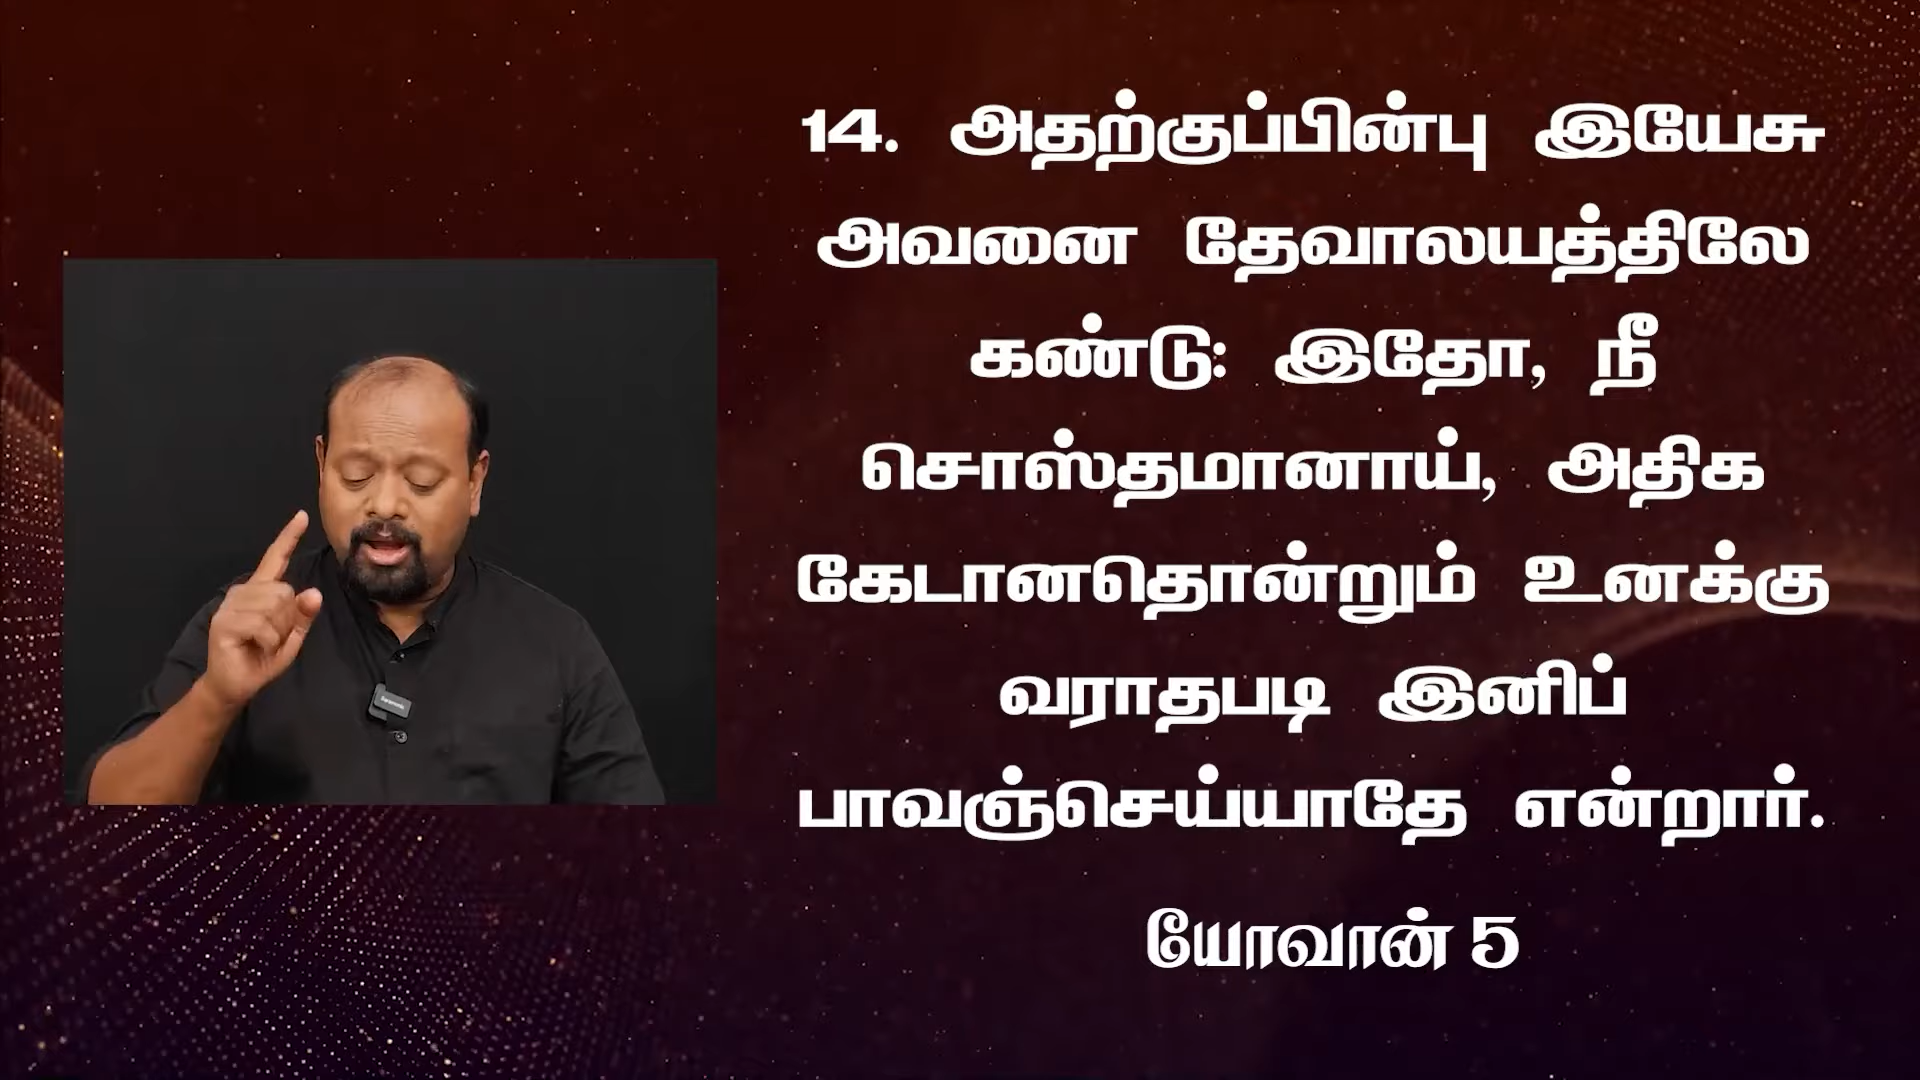 14. அதற்குப்பின்பு இயேசு
அவனை தேவாலயத்திலே
கண்டு: இதோ, நீ
சொஸ்தமானாய், அதிக
கேடானதொன்றும் உனக்கு
வராதபடி இனிப்
பாவஞ்செய்யாதே என்றார்.
யோவான் 5